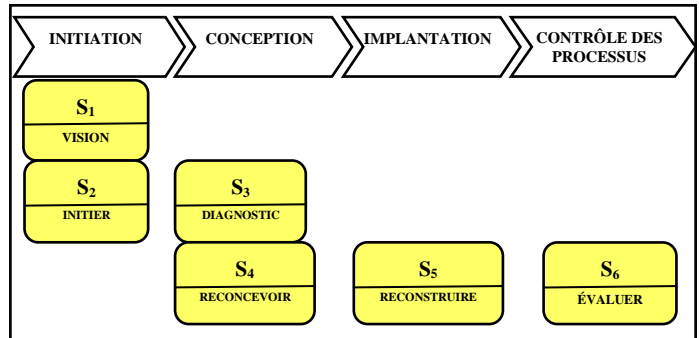 INITIATION
CONCEPTION
IMPLANTATION
CONTRÔLE DES
PROCESSUS
S₁
VISION
S₂
INITIER
S₃
DIAGNOSTIC
S₄
RECONCEVOIR
S₅
RECONSTRUIRE
S₆
ÉVALUER